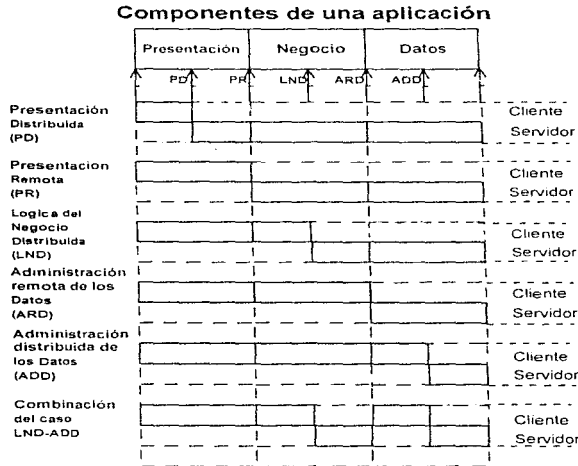 Componentes de una aplicación
Presentación Negocio Datos
PD PR LND ARD ADD
Presentación
Distribuida
(PD)
Cliente
Servidor
Presentacion
Remota
(PR)
Cliente
Servidor
Logica del
Negocio
Distribuida
(LND)
Cliente
Servidor
Administración
remota de los
Datos
(ARD)
Cliente
Servidor
Administración
distribuida de
los Datos
(ADD)
Cliente
Servidor
Combinación
del caso
LND-ADD
Cliente
Servidor